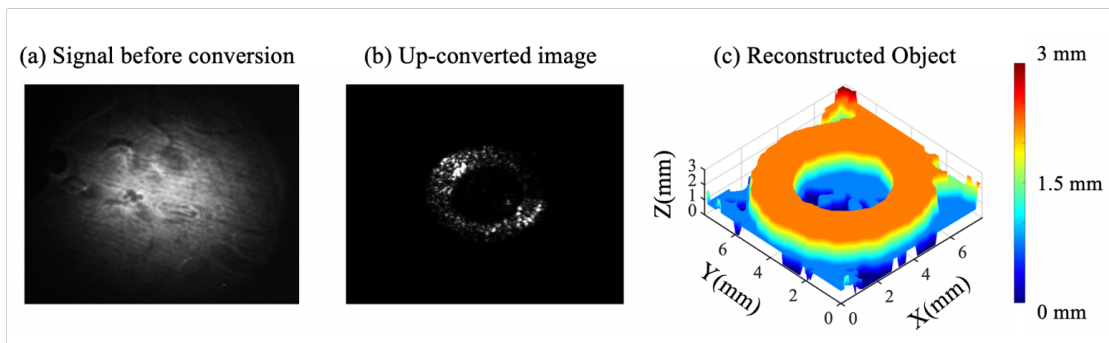 (a) Signal before conversion
(b) Up-converted image
(c) Reconstructed Object
3 mm
1.5 mm
0 mm
Z(mm)
3
2
1
0
Y(mm)
6
4
2
0
X(mm)
0
2
4
6